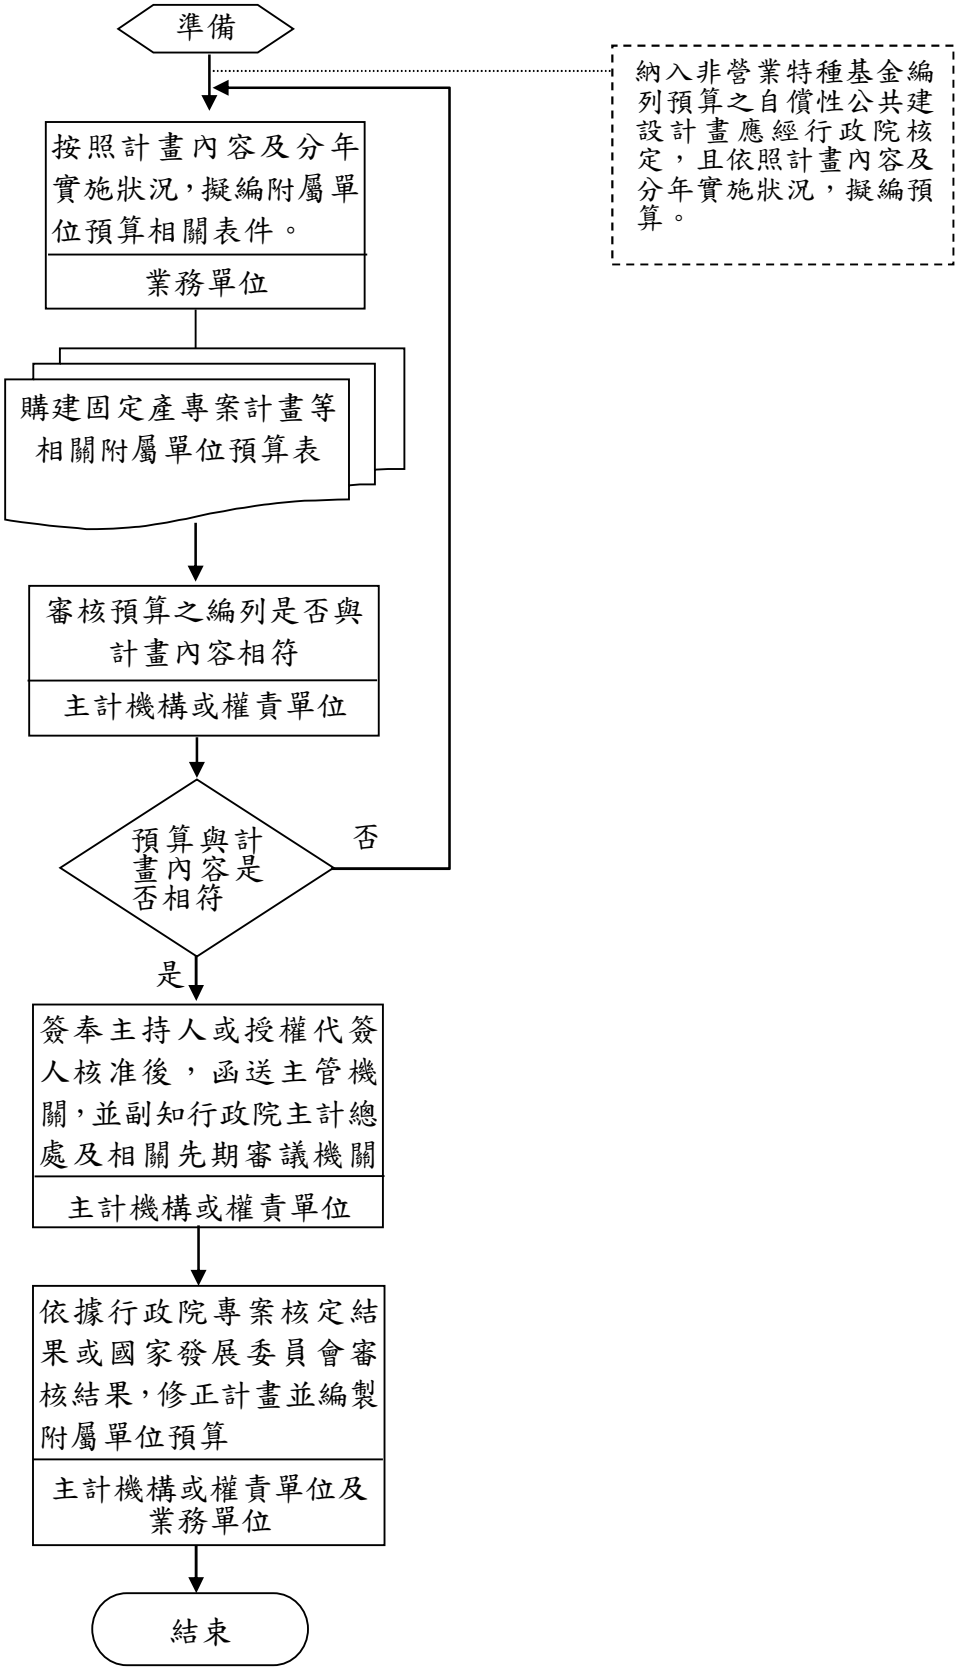 準備
納入非營業特種基金編
列預算之自償性公共建
設計畫應經行政院核
定，且依照計畫內容及
分年實施狀況，擬編預
算。
按照計畫內容及分年
實施狀況，擬編附屬單
位預算相關表件。
業務單位
購建固定產專案計畫等
相關附屬單位預算表
審核預算之編列是否與
計畫內容相符
主計機構或權責單位
預算與計
畫內容是
否相符
否
是
簽奉主持人或授權代簽
人核准後，函送主管機
關，並副知行政院主計總
處及相關先期審議機關
主計機構或權責單位
依據行政院專案核定結
果或國家發展委員會審
核結果，修正計畫並編製
附屬單位預算
主計機構或權責單位及
業務單位
結束